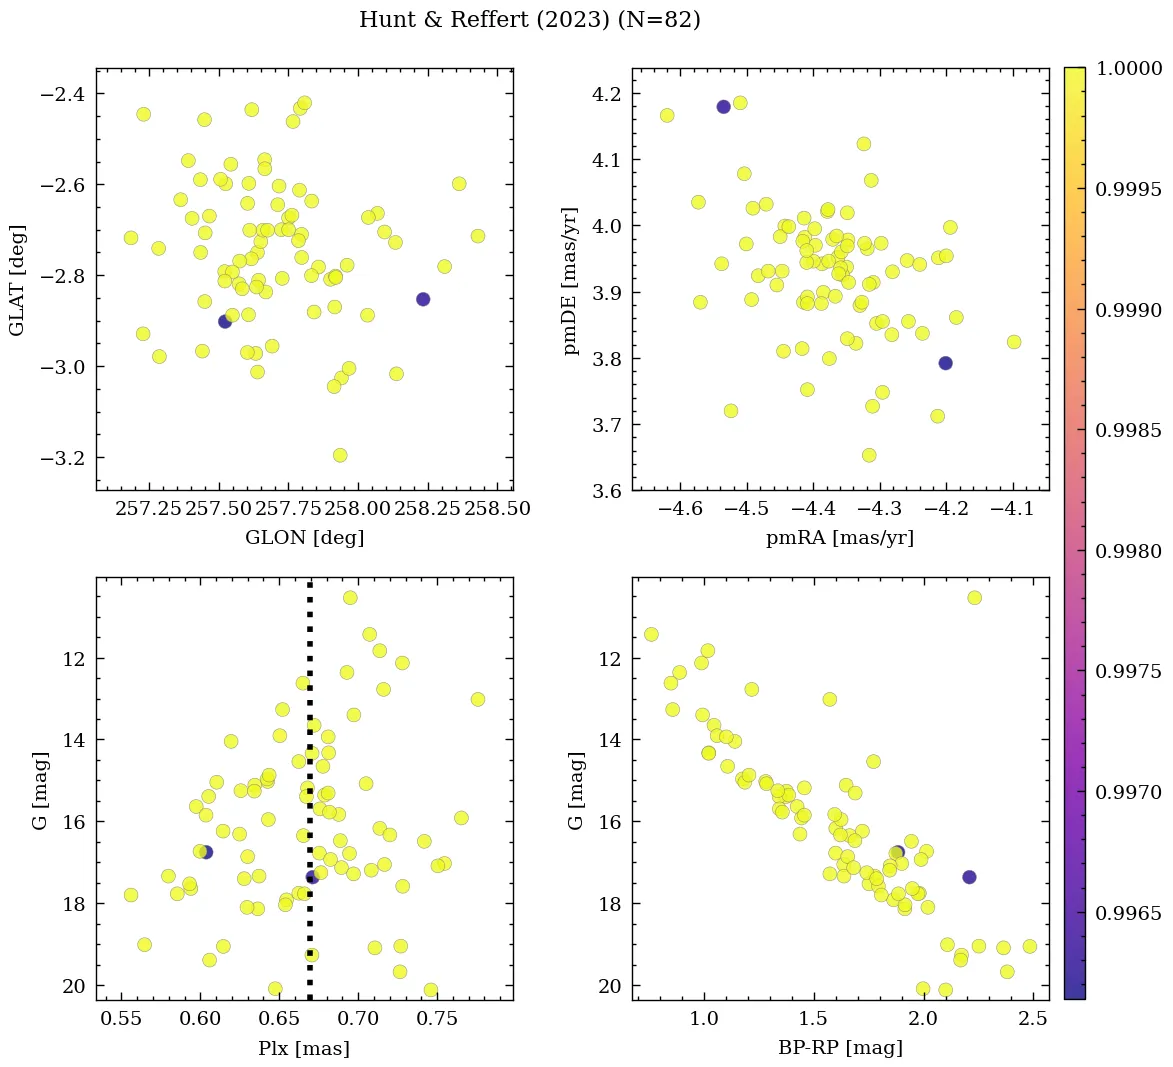 Hunt & Reffert (2023) (N=82)
−2.4
−2.6
−2.8
−3.0
−3.2
GLAT [deg]
257.25 257.50 257.75 258.00 258.25 258.50
GLON [deg]
4.2
4.1
4.0
3.9
3.8
3.7
3.6
pmDE [mas/yr]
−4.6 −4.5 −4.4 −4.3 −4.2 −4.1
pmRA [mas/yr]
12
14
16
18
20
G [mag]
0.55 0.60 0.65 0.70 0.75
Plx [mas]
12
14
16
18
20
G [mag]
1.0 1.5 2.0 2.5
BP-RP [mag]
1.0000
0.9995
0.9990
0.9985
0.9980
0.9975
0.9970
0.9965